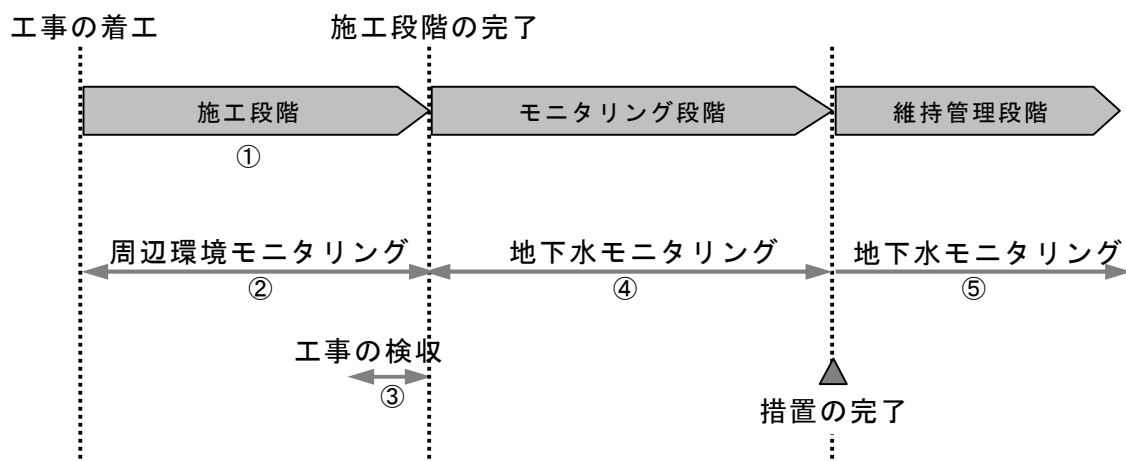 工事の着工
施工段階の完了
施工段階
モニタリング段階
維持管理段階
①
周辺環境モニタリング
地下水モニタリング
地下水モニタリング
②
④
⑤
工事の検収
③
措置の完了